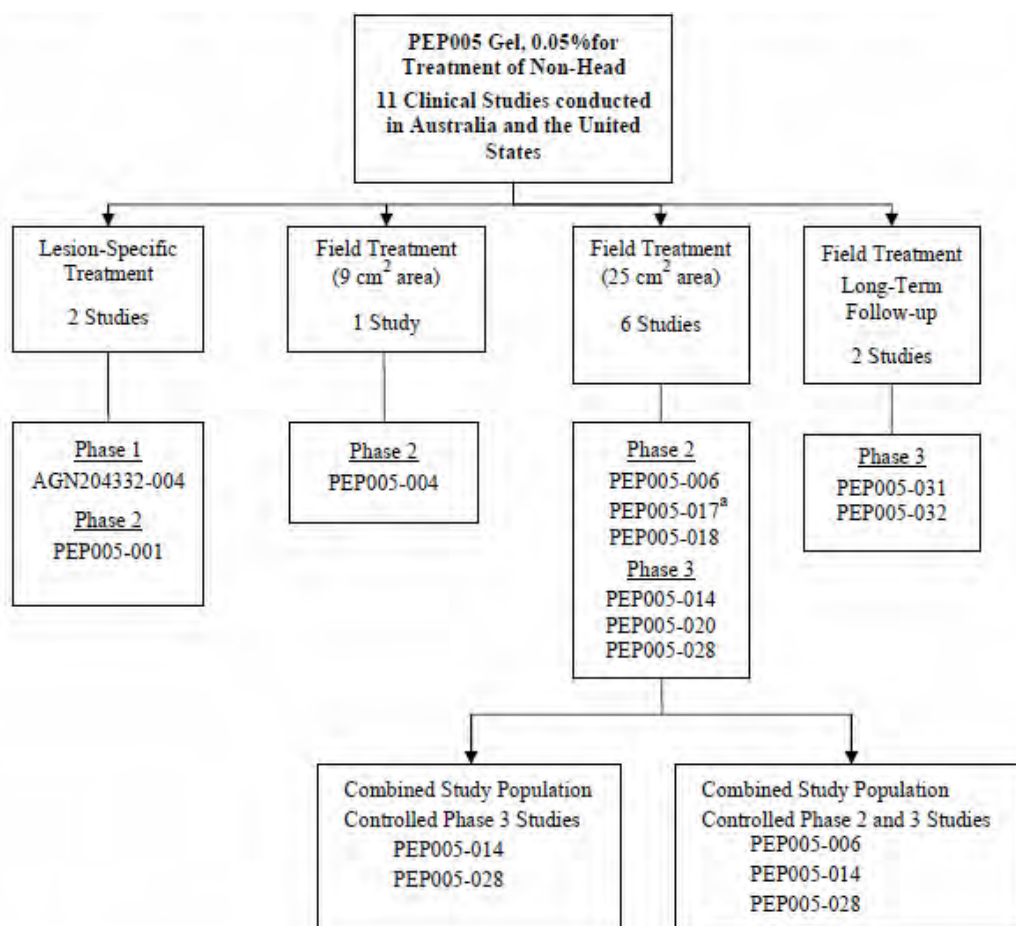 PEP005 Gel, 0.05%for
Treatment of Non-Head
11 Clinical Studies conducted
in Australia and the United
States
Lesion-Specific
Treatment
2 Studies
Field Treatment
(9 cm² area)
1 Study
Field Treatment
(25 cm² area)
6 Studies
Field Treatment
Long-Term
Follow-up
2 Studies
Phase 1
AGN204332-004
Phase 2
PEP005-001
Phase 2
PEP005-004
Phase 2
PEP005-006
PEP005-017ª
PEP005-018
Phase 3
PEP005-014
PEP005-020
PEP005-028
Phase 3
PEP005-031
PEP005-032
Combined Study Population
Controlled Phase 3 Studies
PEP005-014
PEP005-028
Combined Study Population
Controlled Phase 2 and 3 Studies
PEP005-006
PEP005-014
PEP005-028